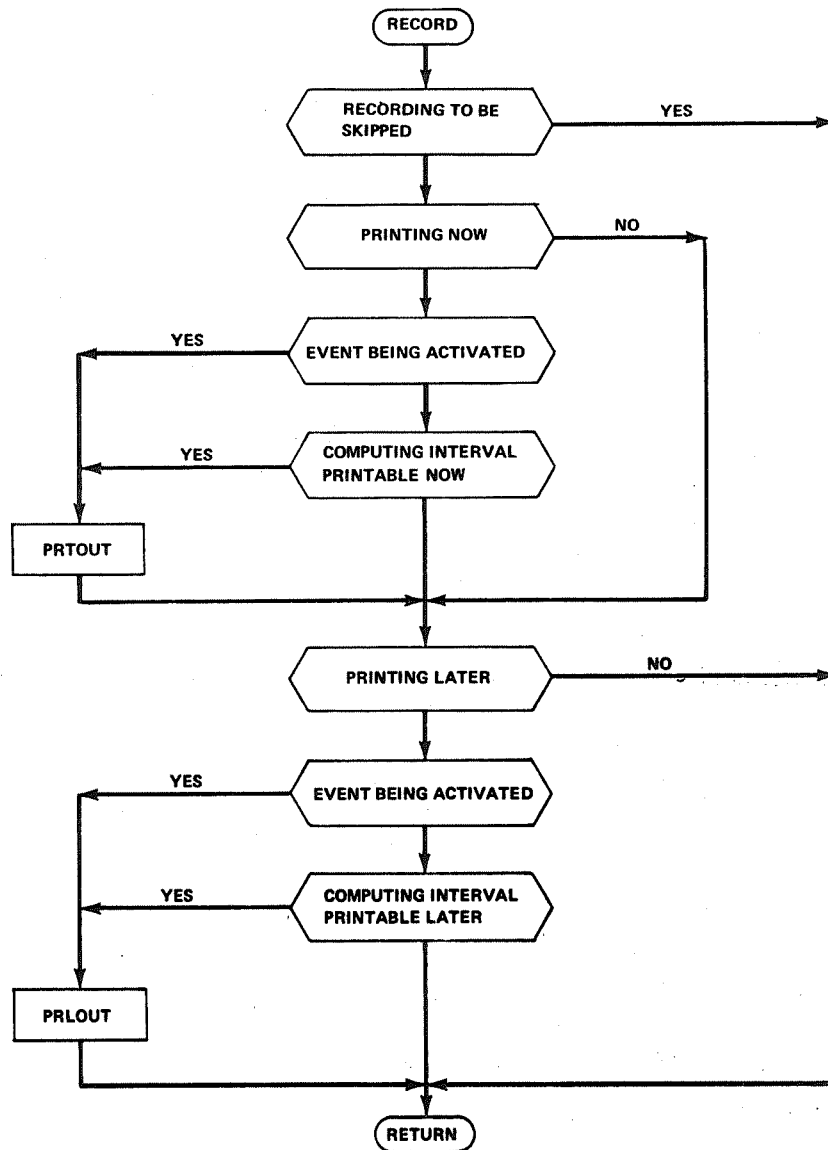 RECORD
RECORDING TO BE
SKIPPED
YES
PRINTING NOW
NO
YES
EVENT BEING ACTIVATED
YES
COMPUTING INTERVAL
PRINTABLE NOW
PRTOUT
PRINTING LATER
NO
YES
EVENT BEING ACTIVATED
YES
COMPUTING INTERVAL
PRINTABLE LATER
PRLOUT
RETURN